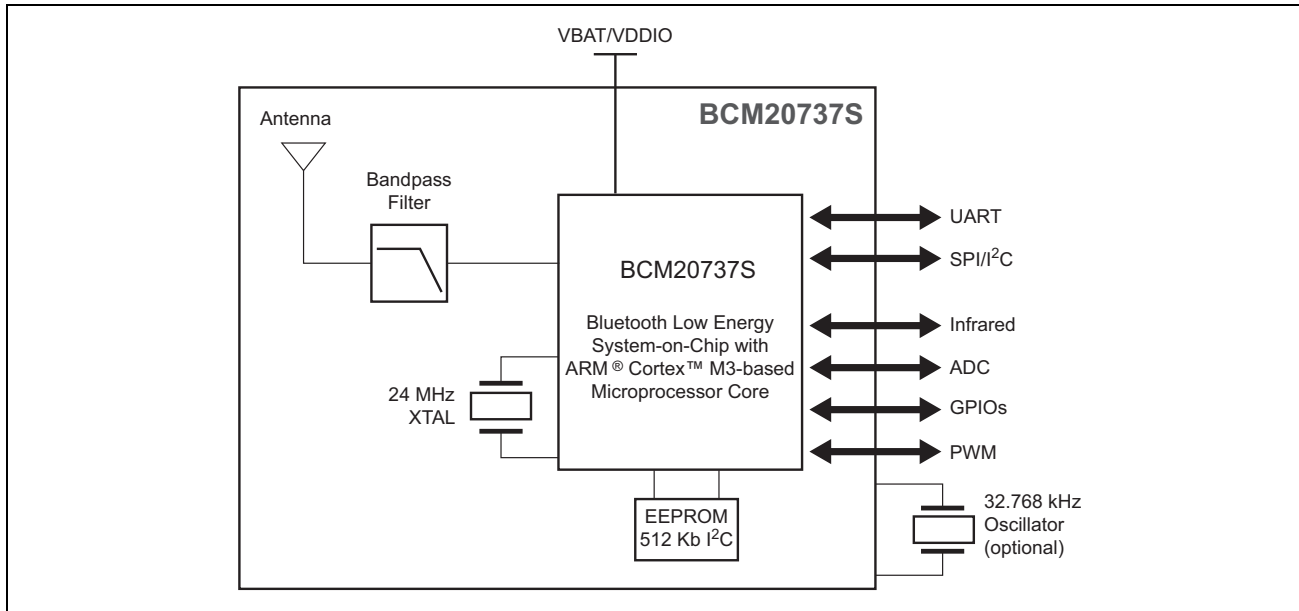 VBAT/VDDIO
BCM20737S
Antenna
Bandpass
Filter
BCM20737S
Bluetooth Low Energy
System-on-Chip with
ARM ® Cortex™ M3-based
Microprocessor Core
24 MHz
XTAL
EEPROM
512 Kb I²C
UART
SPI/I²C
Infrared
ADC
GPIOs
PWM
32.768 kHz
Oscillator
(optional)